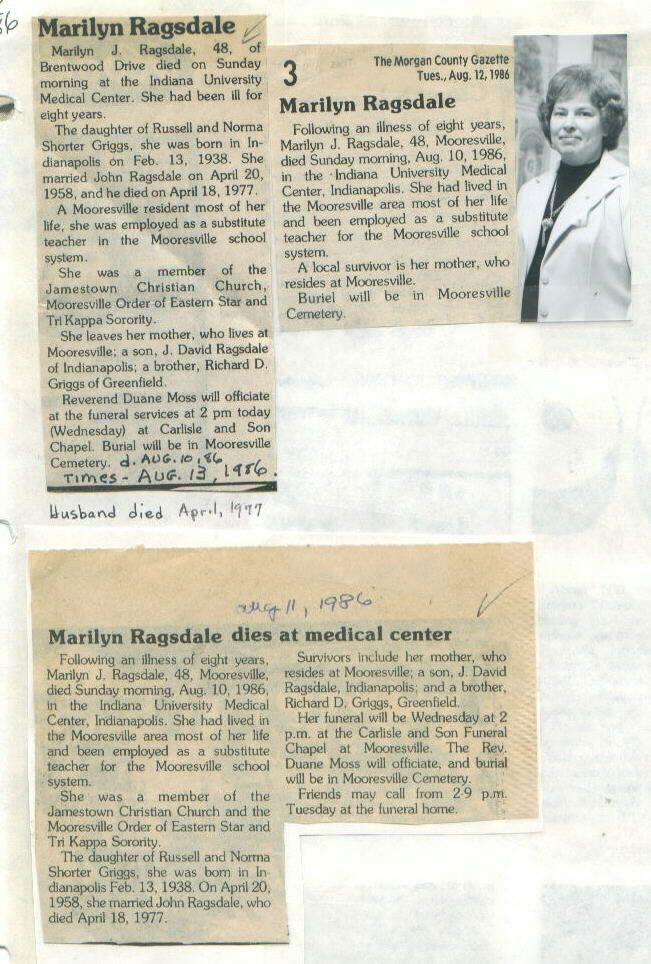 86
Marilyn Ragsdale
Marilyn J. Ragsdale, 48, of
Brentwood Drive died on Sunday
morning at the Indiana University
Medical Center. She had been ill for
eight years.
The daughter of Russell and Norma
Shorter Griggs, she was born in In-
dianapolis on Feb. 13, 1938. She
married John Ragsdale on April 20,
1958, and he died on April 18, 1977.
A Mooresville resident most of her
life, she was employed as a substitute
teacher in the Mooresville school
system.
She was a member of the
Jamestown Christian Church,
Mooresville Order of Eastern Star and
Tri Kappa Sorority.
She leaves her mother, who lives at
Mooresville; a son, J. David Ragsdale
of Indianapolis; a brother, Richard D.
Griggs of Greenfield.
Reverend Duane Moss will officiate
at the funeral services at 2 pm today
(Wednesday) at Carlisle and Son
Chapel. Burial will be in Mooresville
Cemetery. d. AUG. 10, 86
TIMES - AUG. 13, 1986.
Husband died April, 1977
3
The Morgan County Gazette
Tues., Aug. 12, 1986
Marilyn Ragsdale
Following an illness of eight years,
Marilyn J. Ragsdale, 48, Mooresville,
died Sunday morning, Aug. 10, 1986,
in the Indiana University Medical
Center, Indianapolis. She had lived in
the Mooresville area most of her life
and been employed as a substitute
teacher for the Mooresville school
system.
A local survivor is her mother, who
resides at Mooresville.
Buriel will be in Mooresville
Cemetery.
Aug 11, 1986
Marilyn Ragsdale dies at medical center
Following an illness of eight years,
Marilyn J. Ragsdale, 48, Mooresville,
died Sunday morning, Aug. 10, 1986,
in the Indiana University Medical
Center, Indianapolis. She had lived in
the Mooresville area most of her life
and been employed as a substitute
teacher for the Mooresville school
system.
She was a member of the
Jamestown Christian Church and the
Mooresville Order of Eastern Star and
Tri Kappa Sorority.
The daughter of Russell and Norma
Shorter Griggs, she was born in In-
dianapolis Feb. 13, 1938. On April 20,
1958, she married John Ragsdale, who
died April 18, 1977.
Survivors include her mother, who
resides at Mooresville; a son, J. David
Ragsdale, Indianapolis; and a brother,
Richard D. Griggs, Greenfield.
Her funeral will be Wednesday at 2
p.m. at the Carlisle and Son Funeral
Chapel at Mooresville. The Rev.
Duane Moss will officiate, and burial
will be in Mooresville Cemetery.
Friends may call from 2-9 p.m.
Tuesday at the funeral home.